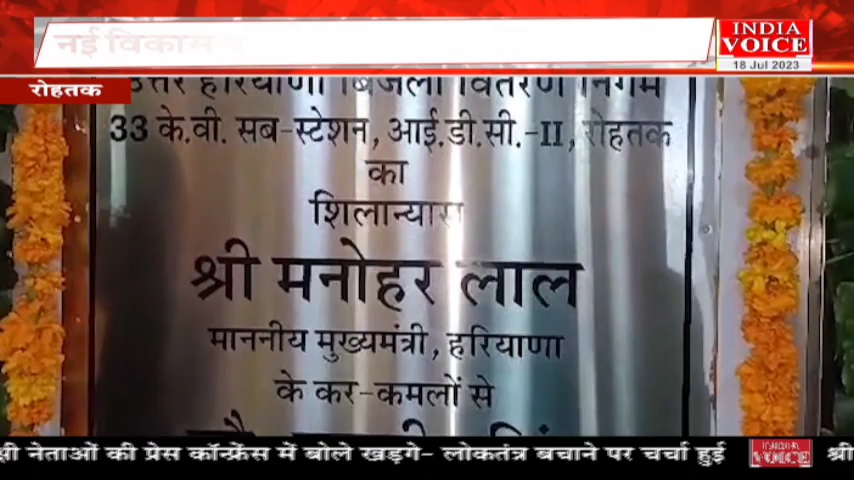 नई विकास
INDIA
VOICE
18 Jul 2023
रोहतक
उत्तर हरियाणा बिजली वितरण निगम
33 के.वी. सब-स्टेशन, आई.डी.सी.-II, रोहतक
का
शिलान्यास
श्री मनोहर लाल
माननीय मुख्यमंत्री, हरियाणा
के कर-कमलों से
नेताओं की प्रेस कॉन्फ्रेंस में बोले खड़गे- लोकतंत्र बचाने पर चर्चा हुई
INDIA VOICE
श्री